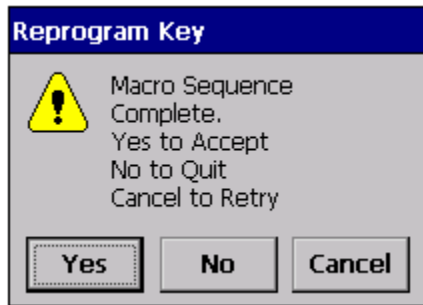 Reprogram Key
Macro Sequence
Complete.
Yes to Accept
No to Quit
Cancel to Retry
Yes No Cancel